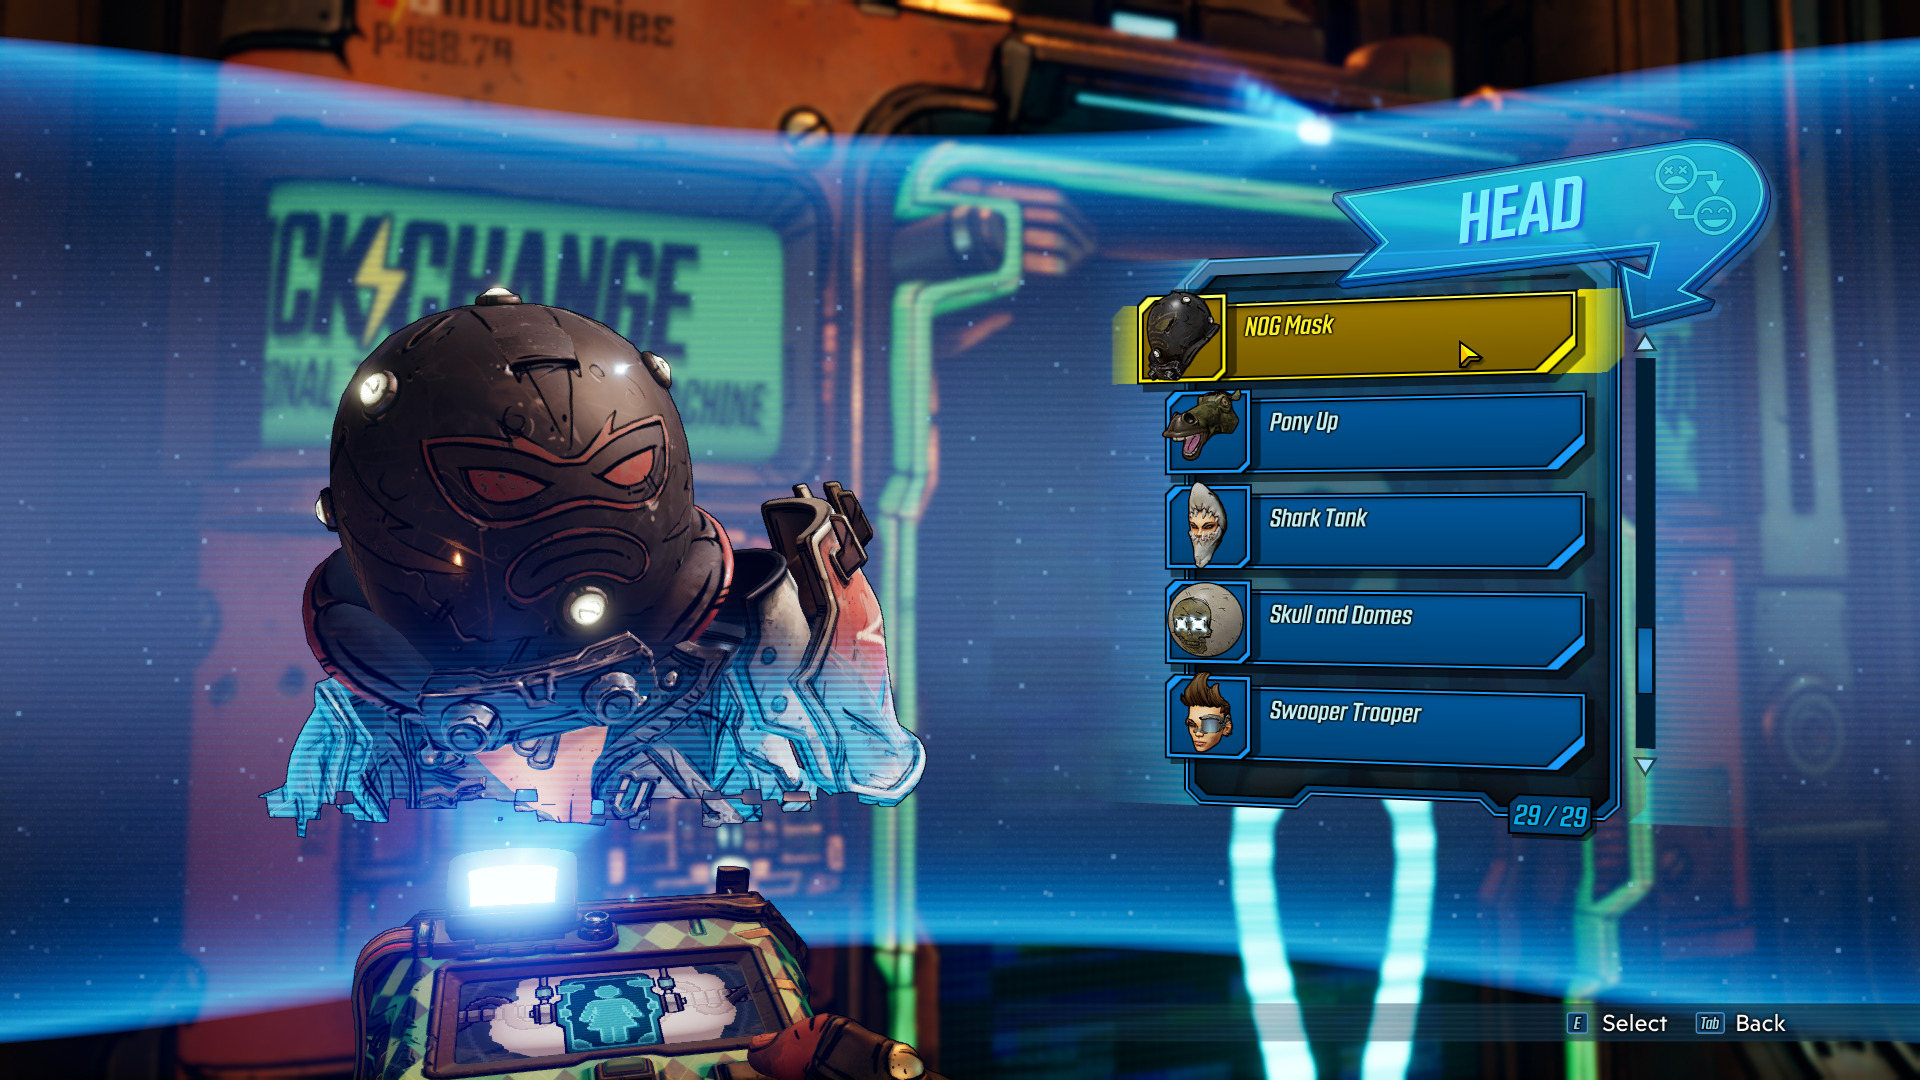 Industries
P:198.79
CK CHANGE
ONAL
CHINE
HEAD
NOG Mask
Pony Up
Shark Tank
Skull and Domes
Swooper Trooper
29 / 29
E Select Tab Back